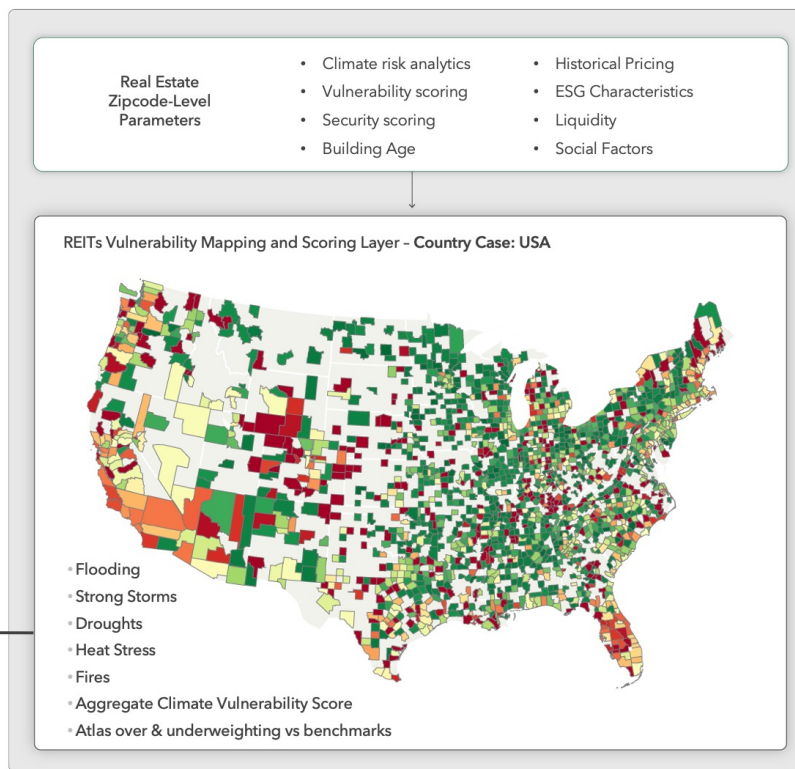 Real Estate
Zipcode-Level
Parameters
• Climate risk analytics
• Vulnerability scoring
• Security scoring
• Building Age
• Historical Pricing
• ESG Characteristics
• Liquidity
• Social Factors
REITs Vulnerability Mapping and Scoring Layer – Country Case: USA
• Flooding
• Strong Storms
• Droughts
• Heat Stress
• Fires
• Aggregate Climate Vulnerability Score
• Atlas over & underweighting vs benchmarks